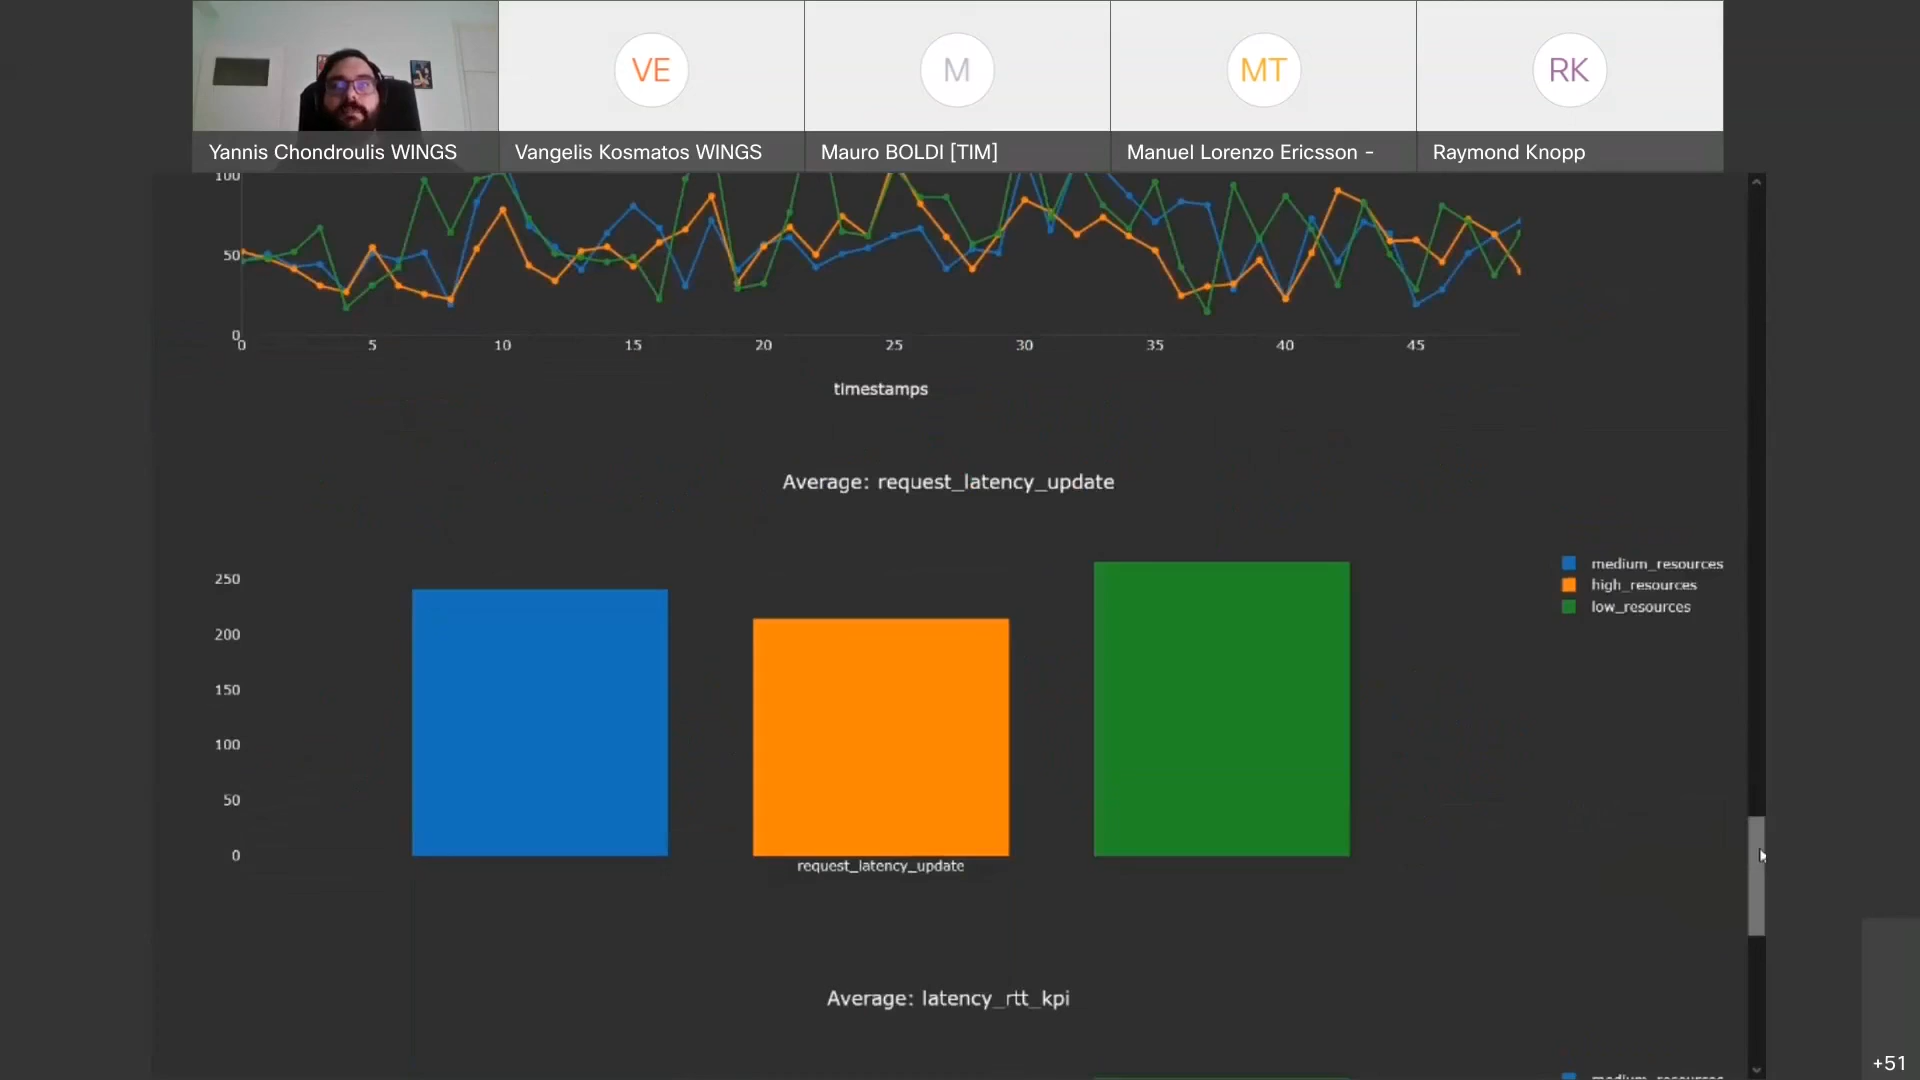 VE
M
MT
RK
Yannis Chondroulis WINGS
Vangelis Kosmatos WINGS
Mauro BOLDI [TIM]
Manuel Lorenzo Ericsson -
Raymond Knopp
100
50
0
0 5 10 15 20 25 30 35 40 45
timestamps
Average: request_latency_update
250
200
150
100
50
0
medium_resources
high_resources
low_resources
request_latency_update
Average: latency_rtt_kpi
medium_resources
+51